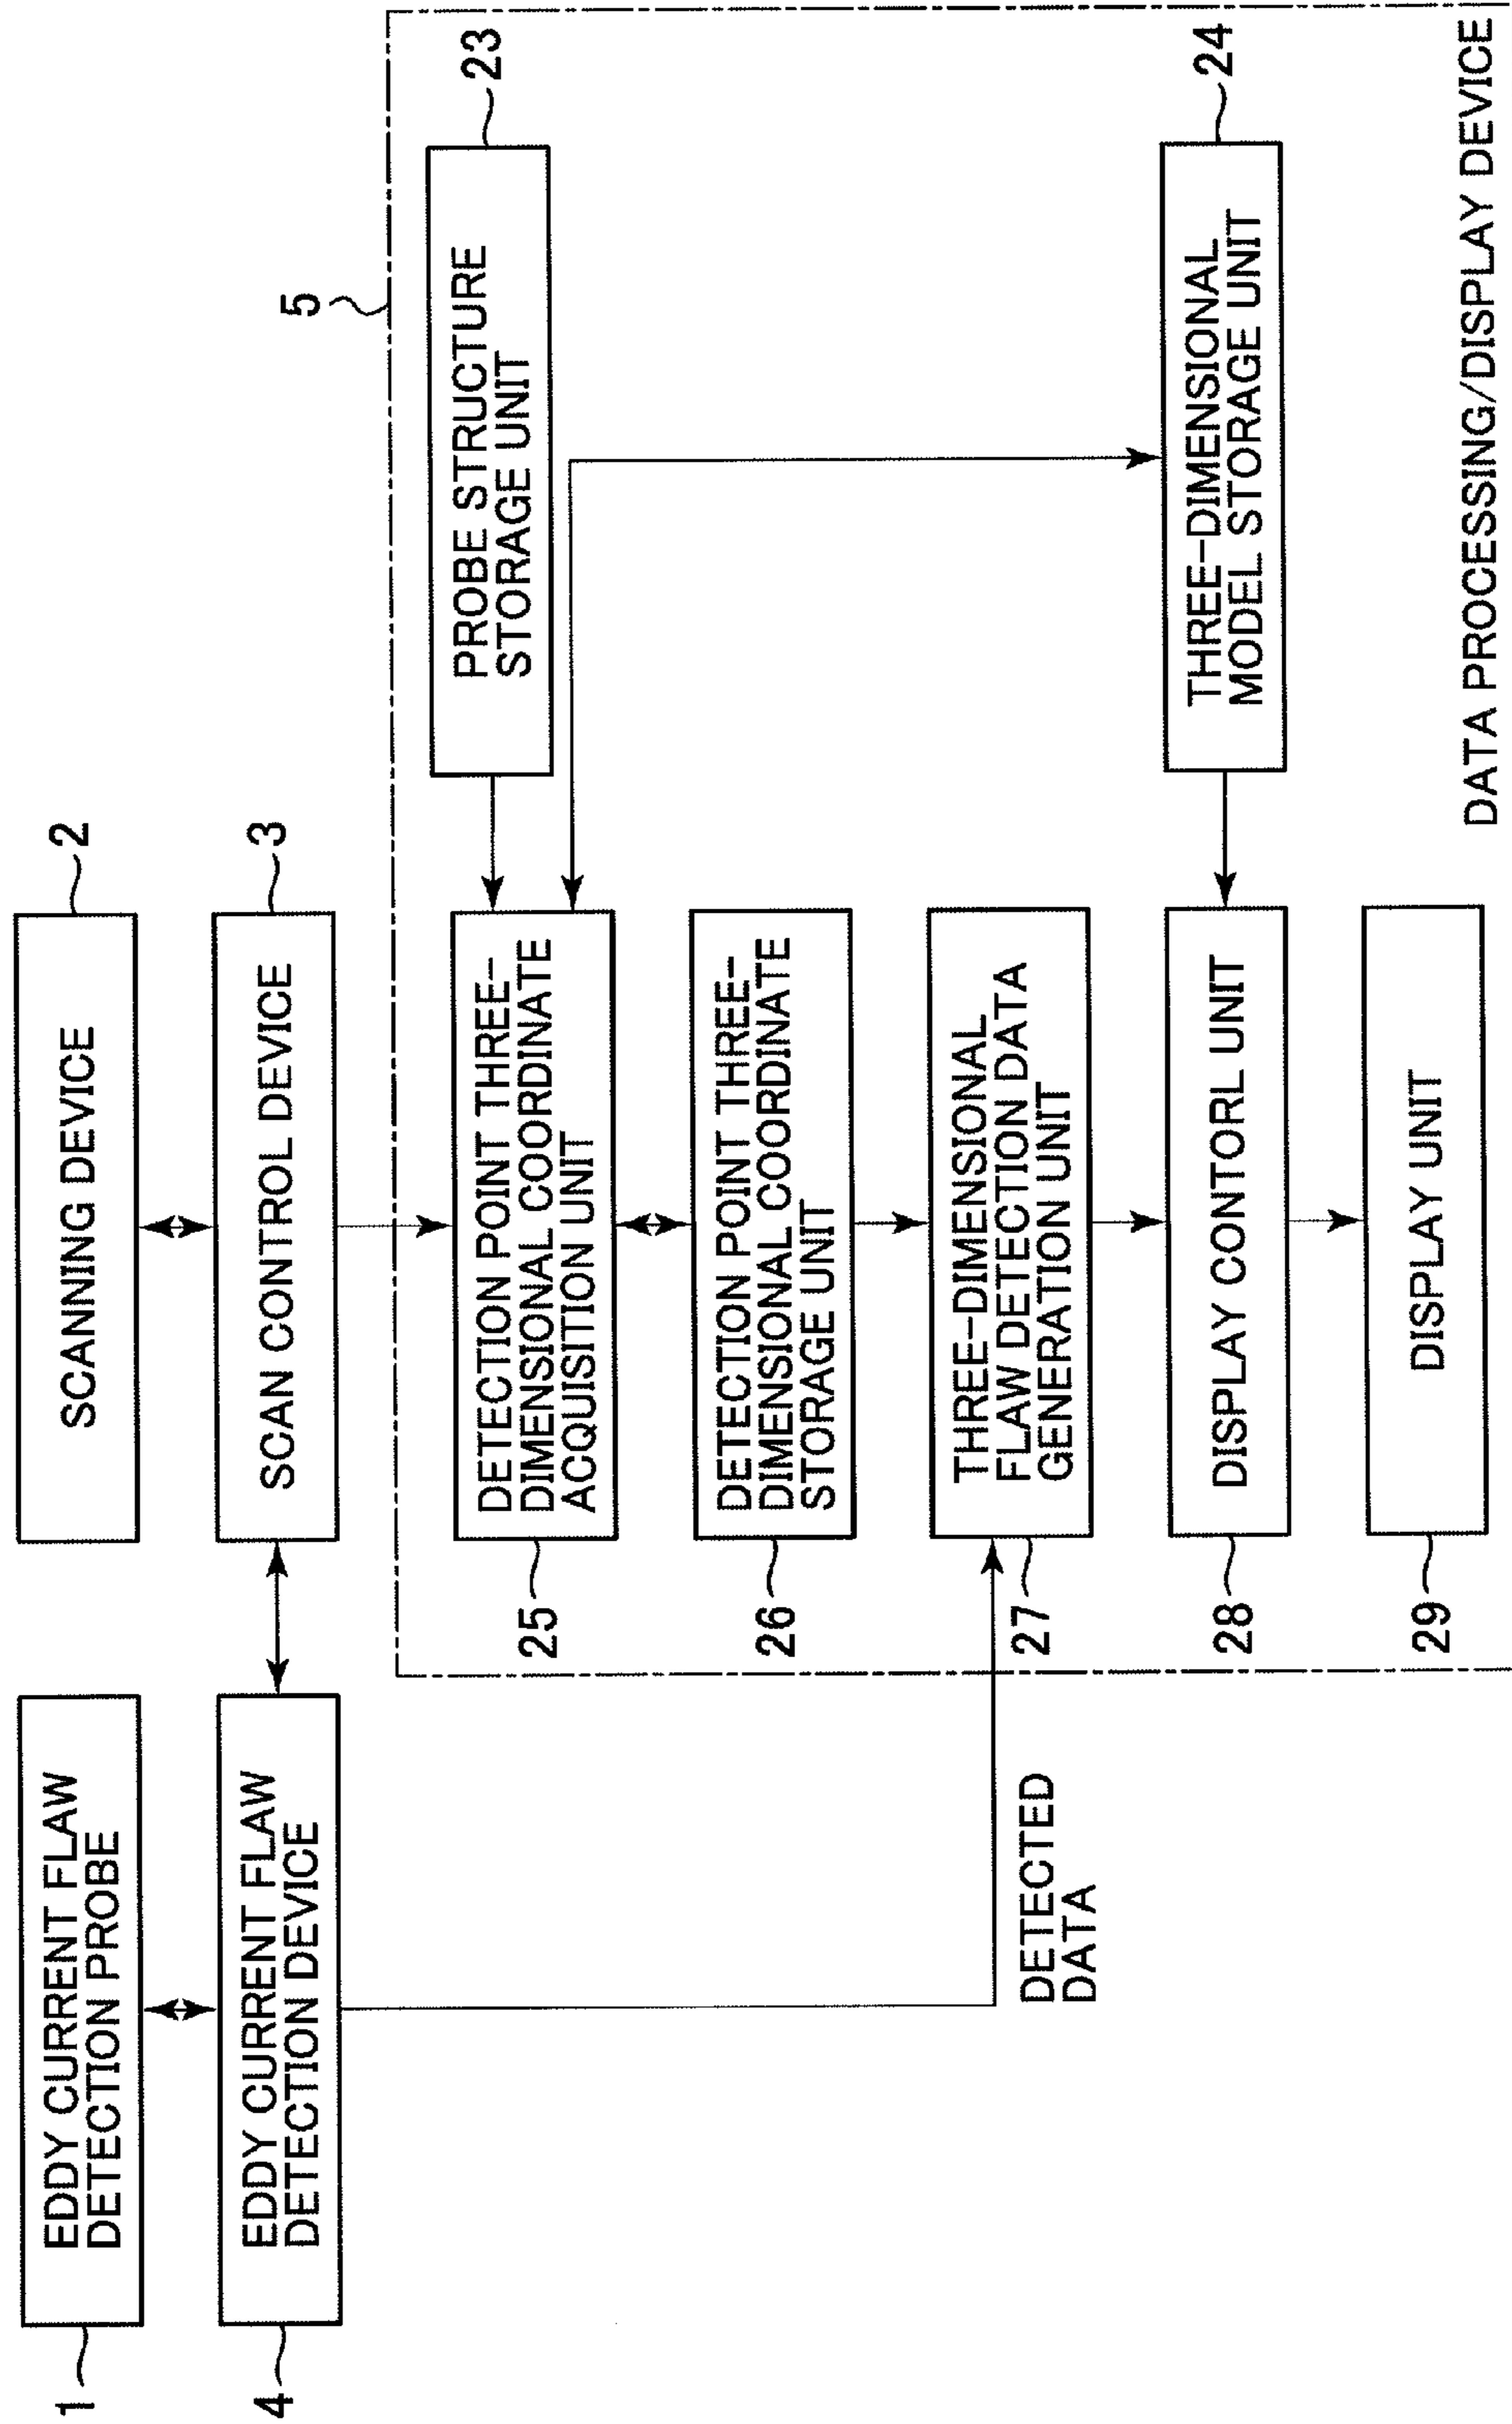 1
EDDY CURRENT FLAW
DETECTION PROBE
SCANNING DEVICE
2
4
EDDY CURRENT FLAW
DETECTION DEVICE
SCAN CONTROL DEVICE
3
5
25
DETECTION POINT THREE-
DIMENSIONAL COORDINATE
ACQUISITION UNIT
PROBE STRUCTURE
STORAGE UNIT
23
26
DETECTION POINT THREE-
DIMENSIONAL COORDINATE
STORAGE UNIT
27
THREE-DIMENSIONAL
FLAW DETECTION DATA
GENERATION UNIT
DETECTED
DATA
28
DISPLAY CONTORL UNIT
THREE-DIMENSIONAL
MODEL STORAGE UNIT
24
29
DISPLAY UNIT
DATA PROCESSING/DISPLAY DEVICE